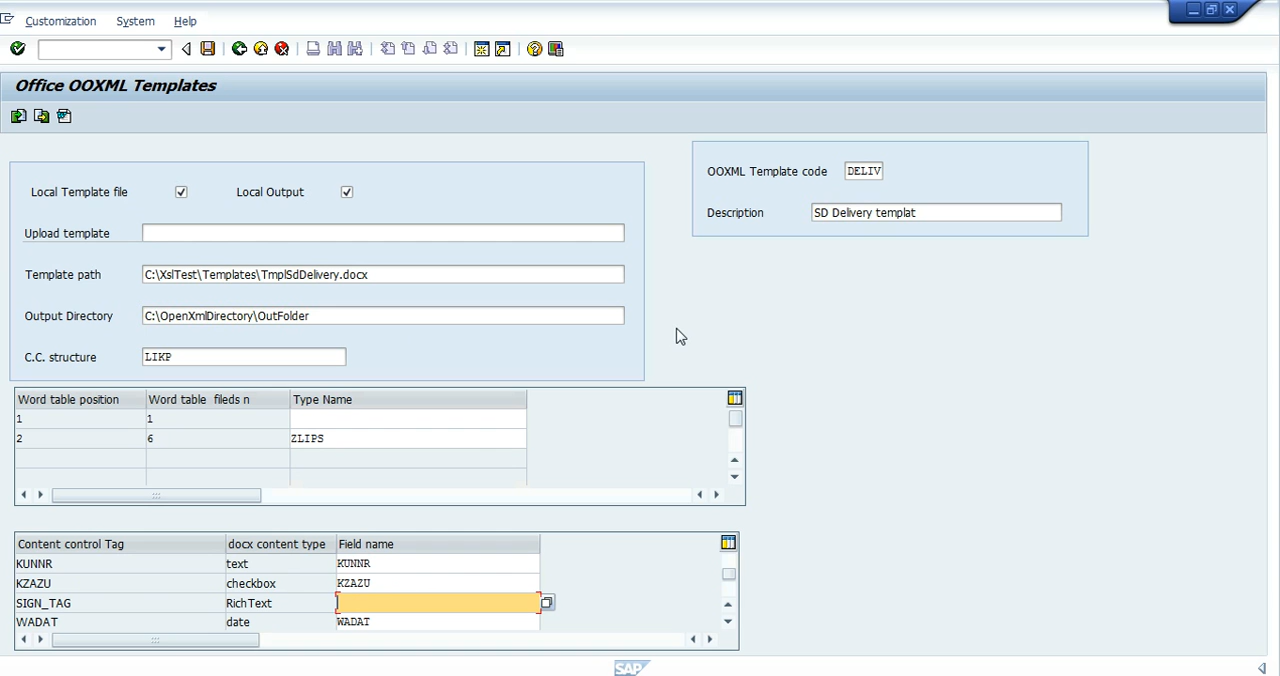 Customization System Help
Office OOXML Templates
Local Template file Local Output
Upload template
Template path C:\XslTest\Templates\TmplSdDelivery.docx
Output Directory C:\OpenXmlDirectory\OutFolder
C.C. structure LIKP
OOXML Template code DELIV
Description SD Delivery templat
Word table position Word table fileds n Type Name
1 1
2 6 ZLIPS
Content control Tag docx content type Field name
KUNNR text KUNNR
KZAZU checkbox KZAZU
SIGN_TAG RichText
WADAT date WADAT
SAP